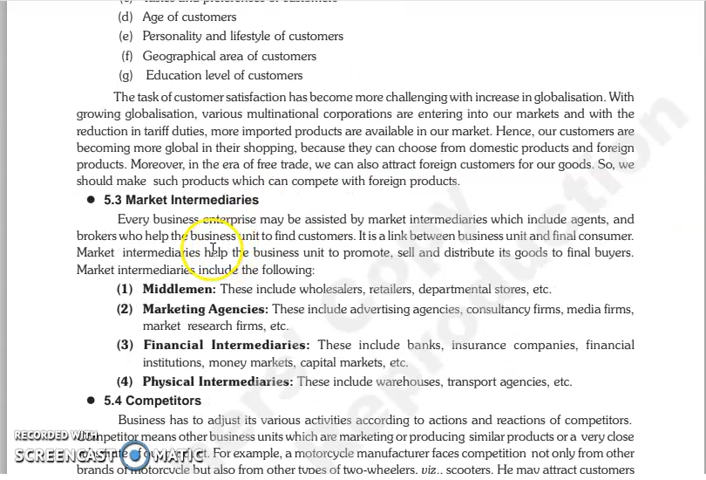 (d) Age of customers
(e) Personality and lifestyle of customers
(f) Geographical area of customers
(g) Education level of customers
The task of customer satisfaction has become more challenging with increase in globalisation. With
growing globalisation, various multinational corporations are entering into our markets and with the
reduction in tariff duties, more imported products are available in our market. Hence, our customers are
becoming more global in their shopping, because they can choose from domestic products and foreign
products. Moreover, in the era of free trade, we can also attract foreign customers for our goods. So, we
should make such products which can compete with foreign products.
● 5.3 Market Intermediaries
Every business enterprise may be assisted by market intermediaries which include agents, and
brokers who help the business unit to find customers. It is a link between business unit and final consumer.
Market intermediaries help the business unit to promote, sell and distribute its goods to final buyers.
Market intermediaries include the following:
(1) Middlemen: These include wholesalers, retailers, departmental stores, etc.
(2) Marketing Agencies: These include advertising agencies, consultancy firms, media firms,
market research firms, etc.
(3) Financial Intermediaries: These include banks, insurance companies, financial
institutions, money markets, capital markets, etc.
(4) Physical Intermediaries: These include warehouses, transport agencies, etc.
● 5.4 Competitors
Business has to adjust its various activities according to actions and reactions of competitors.
Competitor means other business units which are marketing or producing similar products or a very close
For example, a motorcycle manufacturer faces competition not only from other
brands of motorcycle but also from other types of two-wheelers, viz., scooters. He may attract customers
RECORDED WITH
SCREENCAST MATIC
Copy
Reproduction